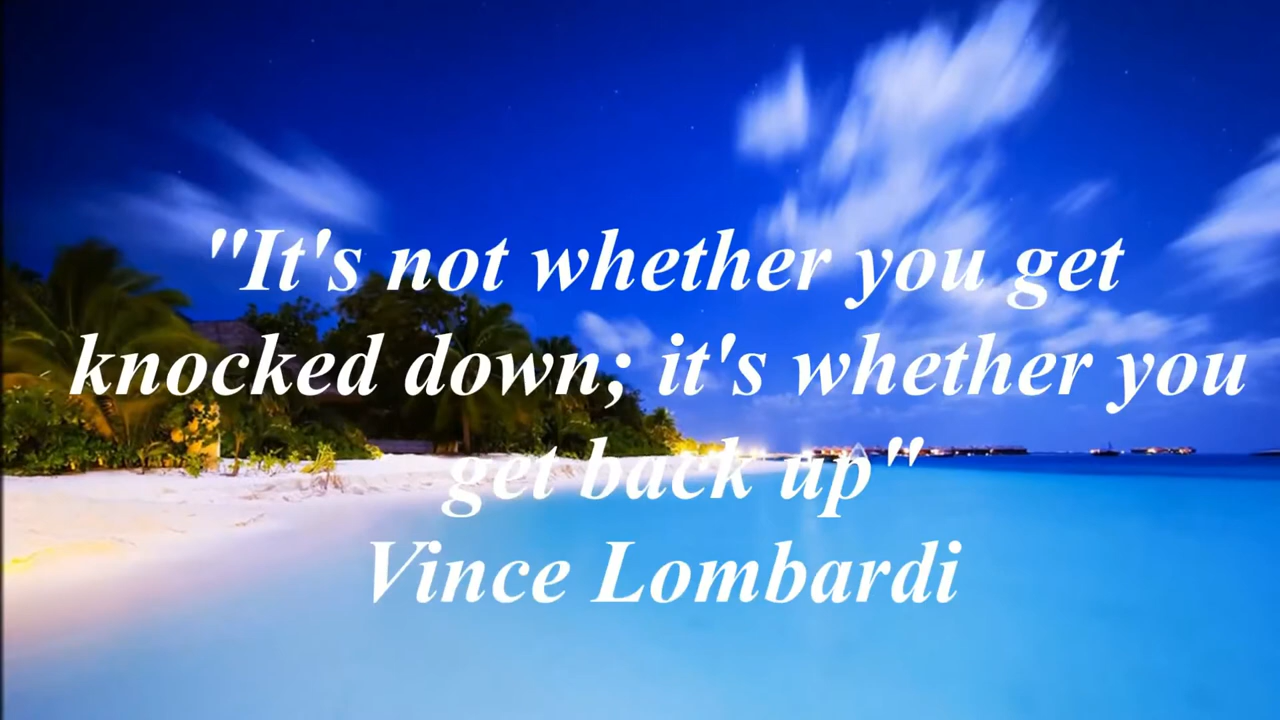 "It's not whether you get
knocked down; it's whether you
get back up"
Vince Lombardi